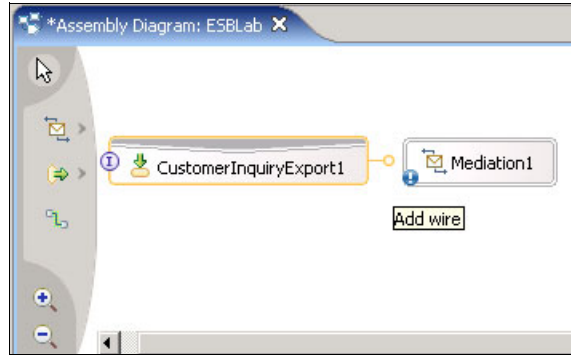 *Assembly Diagram: ESBLab
I CustomerInquiryExport1
Mediation1
Add wire